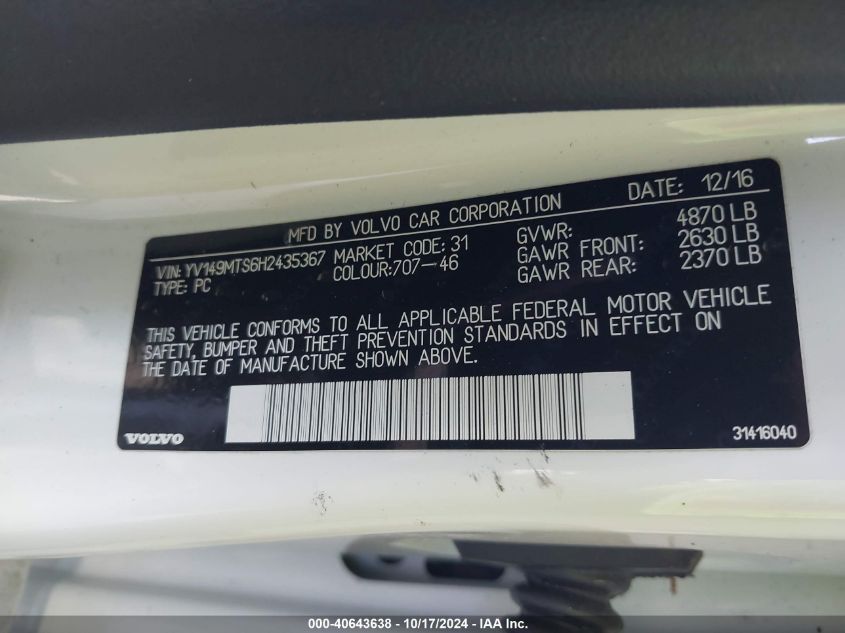 MFD BY VOLVO CAR CORPORATION DATE: 12/16
VIN: YV149MTS6H2435367 MARKET CODE: 31 GVWR: 4870 LB
TYPE: PC COLOUR:707-46 GAWR FRONT: 2630 LB
GAWR REAR: 2370 LB
THIS VEHICLE CONFORMS TO ALL APPLICABLE FEDERAL MOTOR VEHICLE
SAFETY, BUMPER AND THEFT PREVENTION STANDARDS IN EFFECT ON
THE DATE OF MANUFACTURE SHOWN ABOVE.
VOLVO 31416040
000-40643638 - 10/17/2024 - IAA Inc.